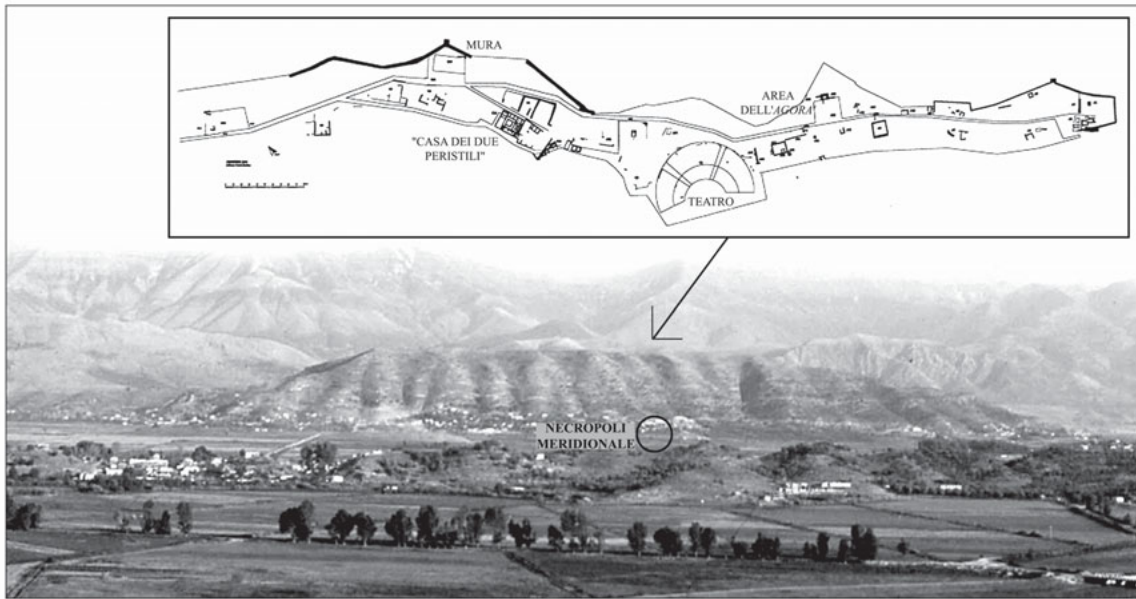 MURA
AREA
DELL'AGORA
"CASA DEI DUE
PERISTILI"
TEATRO
NECROPOLI
MERIDIONALE